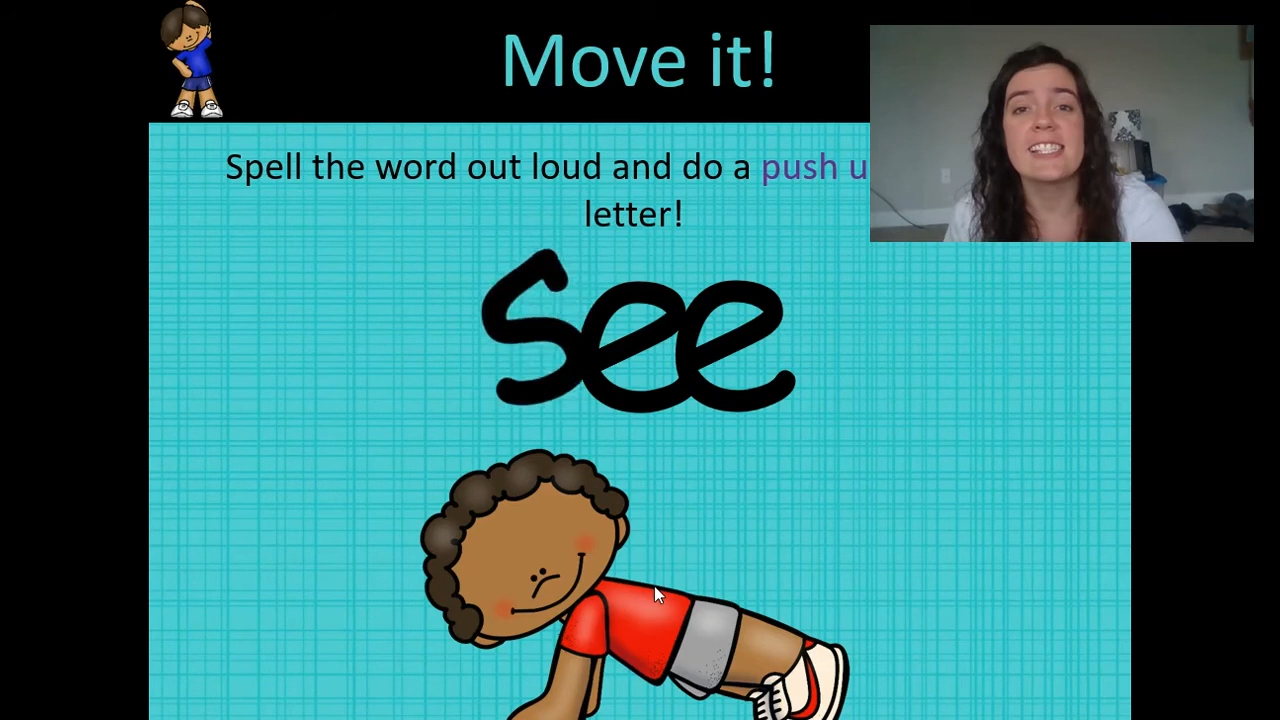 Move it!
Spell the word out loud and do a push u
letter!
See